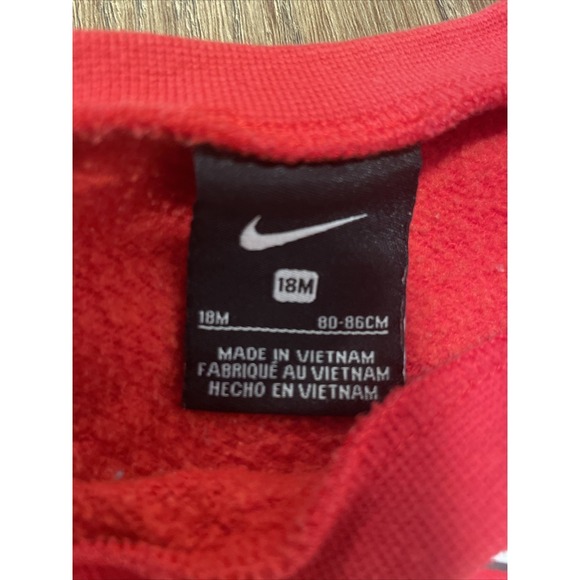 18M
18M 80-86CM
MADE IN VIETNAM
FABRIQUÉ AU VIETNAM
HECHO EN VIETNAM